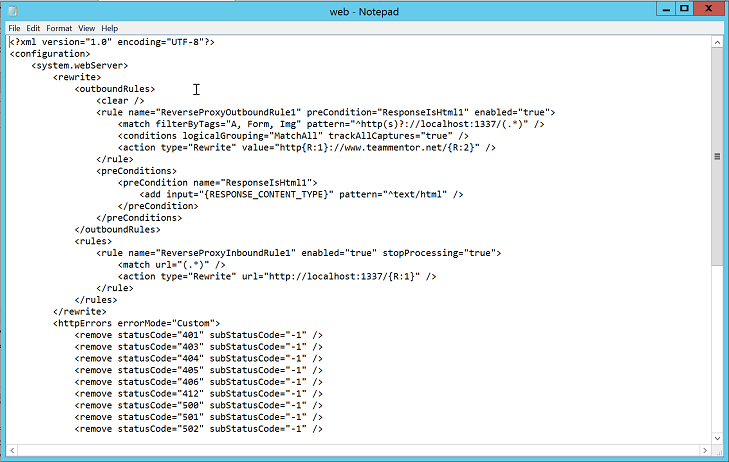 web - Notepad
File Edit Format View Help
<?xml version="1.0" encoding="UTF-8"?>
<configuration>
    <system.webServer>
        <rewrite>
            <outboundRules>
                <clear />
                <rule name="ReverseProxyOutboundRule1" preCondition="ResponseIsHtml1" enabled="true">
                    <match filterByTags="A, Form, Img" pattern="^http(s)?://localhost:1337/(.*)" />
                    <conditions logicalGrouping="MatchAll" trackAllCaptures="true" />
                    <action type="Rewrite" value="http{R:1}://www.teammentor.net/{R:2}" />
                </rule>
                <preConditions>
                    <preCondition name="ResponseIsHtml1">
                        <add input="{RESPONSE_CONTENT_TYPE}" pattern="^text/html" />
                    </preCondition>
                </preConditions>
            </outboundRules>
            <rules>
                <rule name="ReverseProxyInboundRule1" enabled="true" stopProcessing="true">
                    <match url="(.*)" />
                    <action type="Rewrite" url="http://localhost:1337/{R:1}" />
                </rule>
            </rules>
        </rewrite>
        <httpErrors errorMode="Custom">
            <remove statusCode="401" subStatusCode="-1" />
            <remove statusCode="403" subStatusCode="-1" />
            <remove statusCode="404" subStatusCode="-1" />
            <remove statusCode="405" subStatusCode="-1" />
            <remove statusCode="406" subStatusCode="-1" />
            <remove statusCode="412" subStatusCode="-1" />
            <remove statusCode="500" subStatusCode="-1" />
            <remove statusCode="501" subStatusCode="-1" />
            <remove statusCode="502" subStatusCode="-1" />